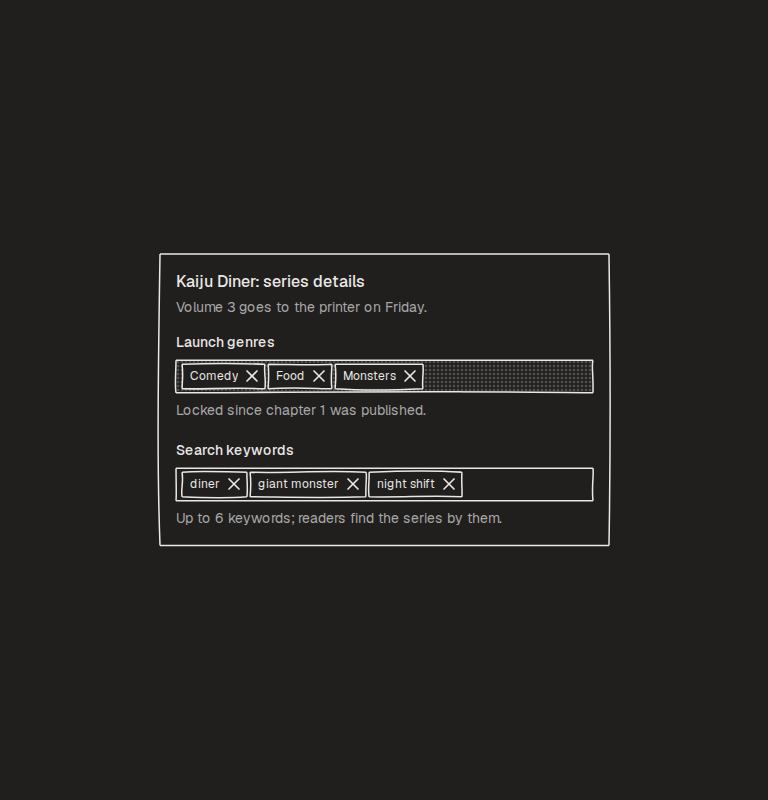 Kaiju Diner: series details
Volume 3 goes to the printer on Friday.
Launch genres
Comedy Food Monsters
Locked since chapter 1 was published.
Search keywords
diner giant monster night shift
Up to 6 keywords; readers find the series by them.